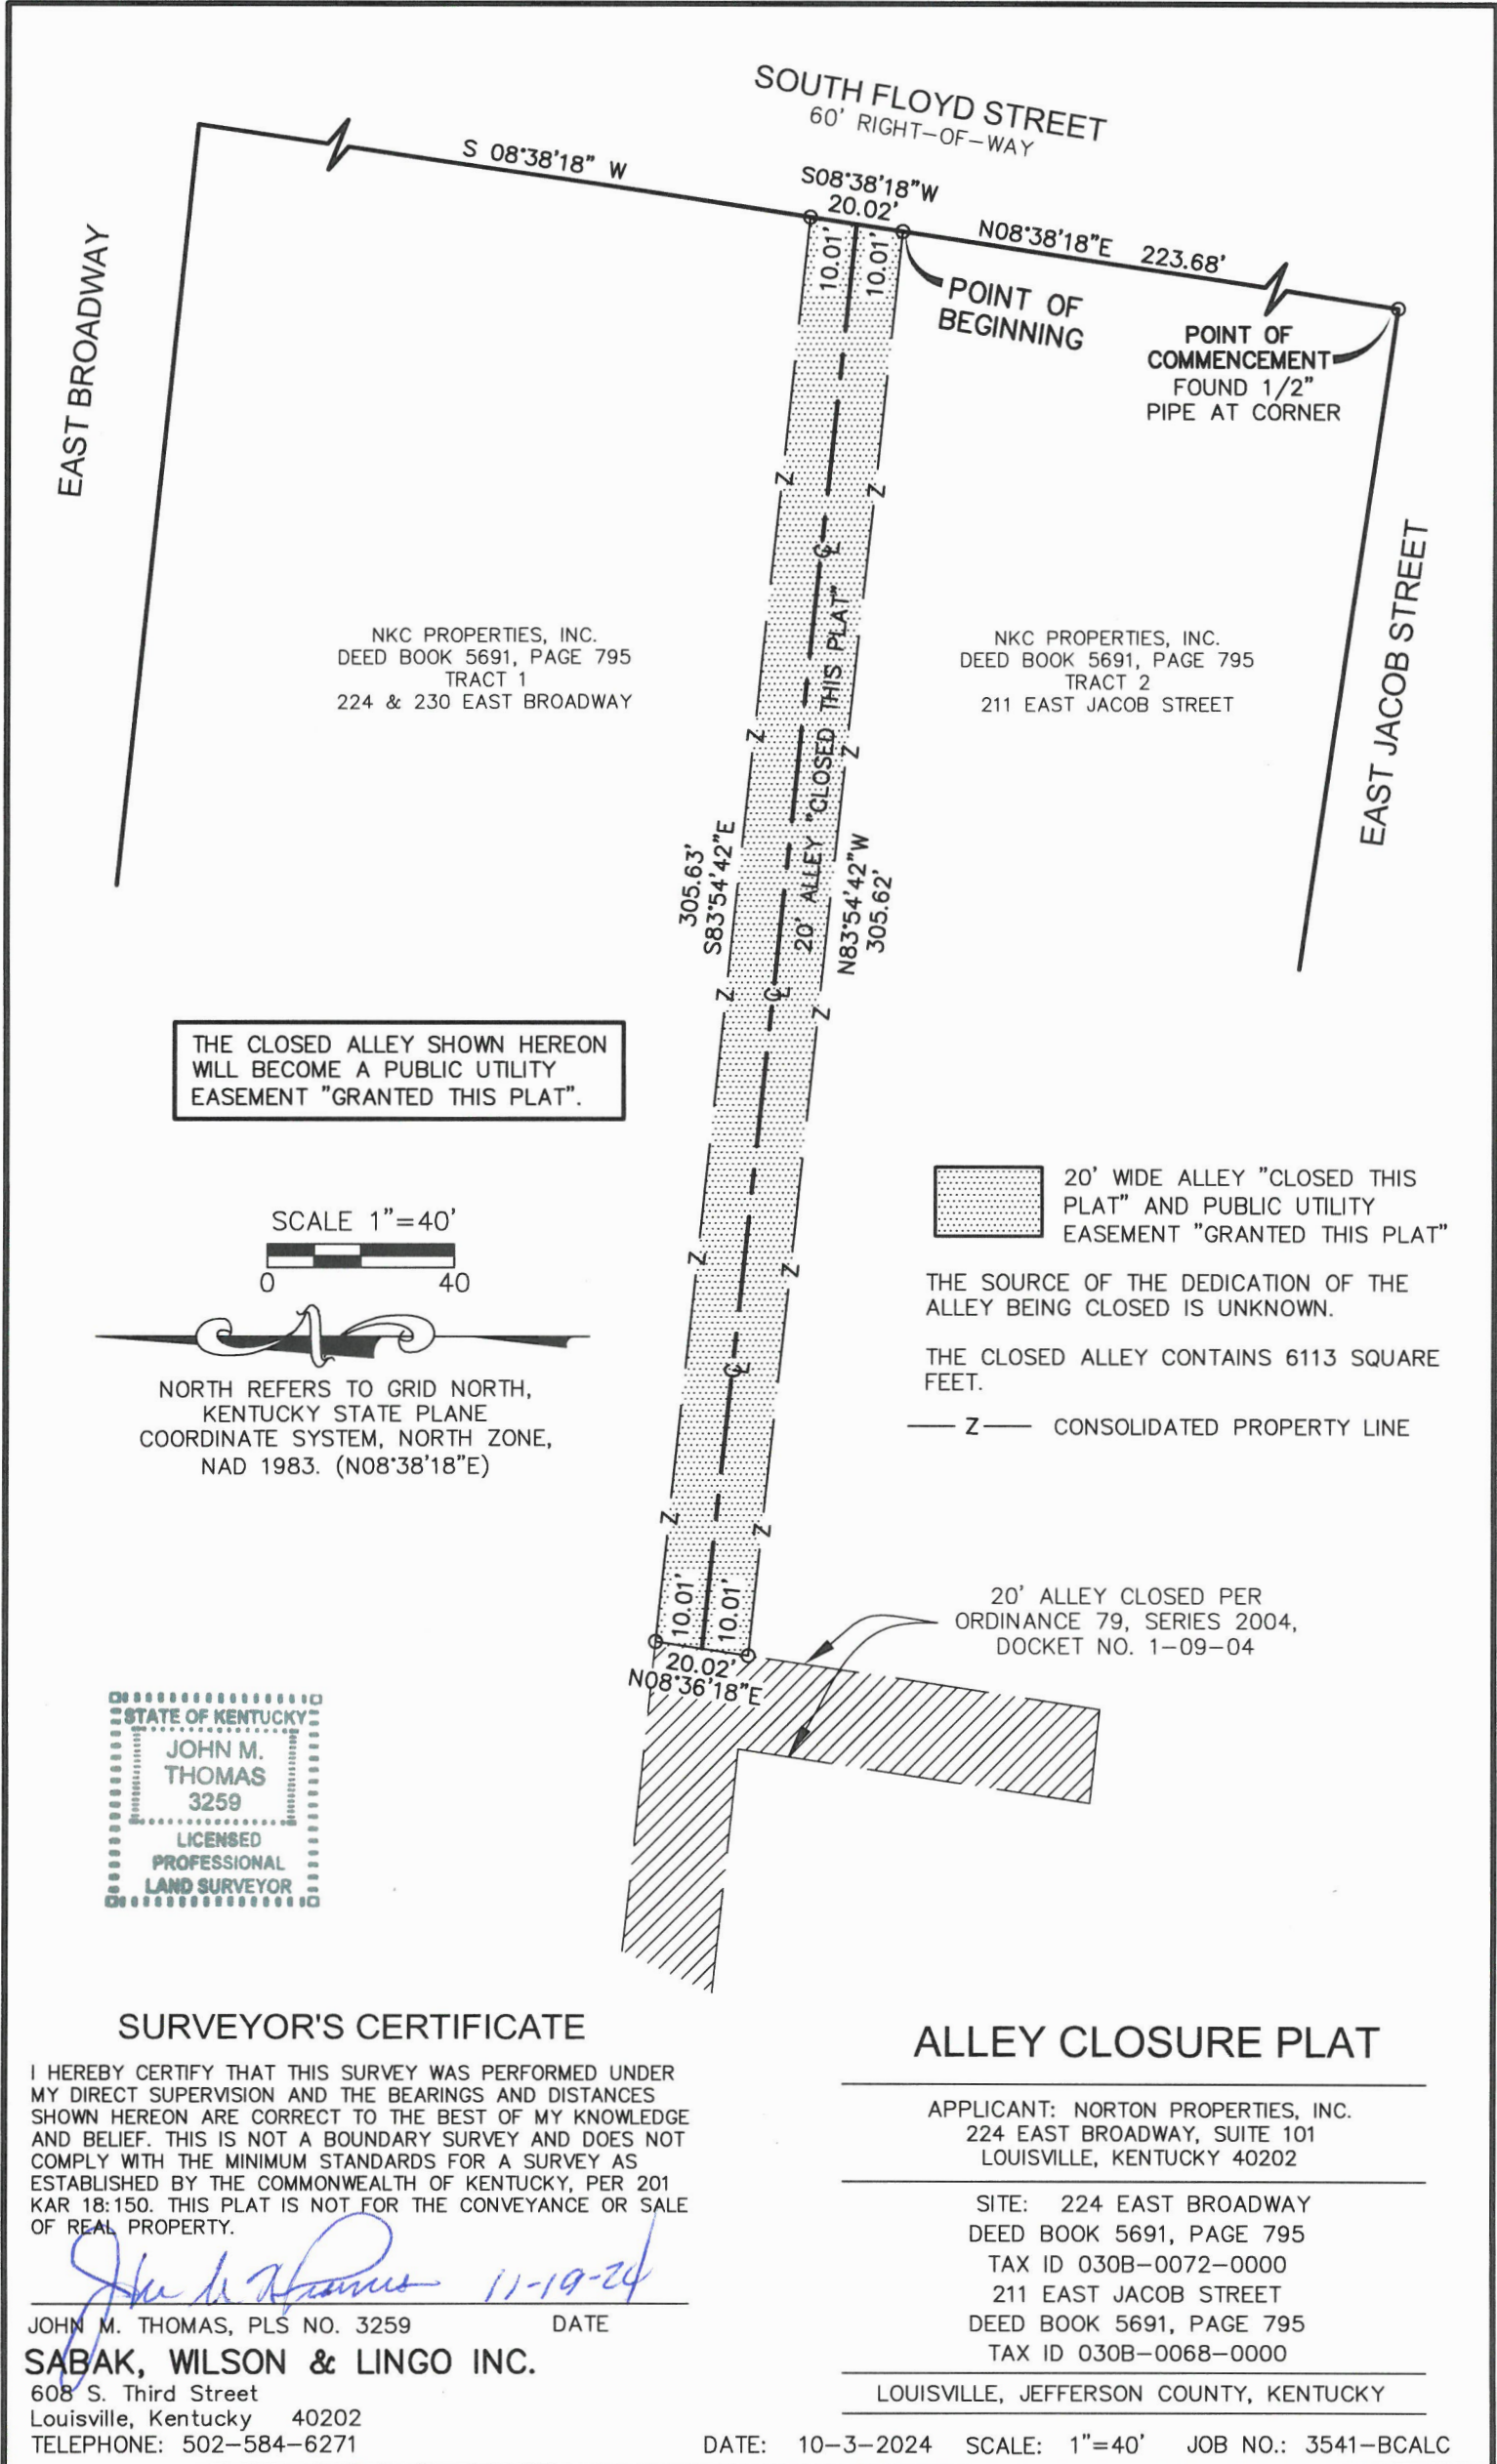 SOUTH FLOYD STREET
60' RIGHT-OF-WAY
S 08°38'18" W
S08°38'18"W
20.02'
N08°38'18"E 223.68'
10.01'
10.01'
POINT OF
BEGINNING
POINT OF
COMMENCEMENT
FOUND 1/2"
PIPE AT CORNER
EAST BROADWAY
EAST JACOB STREET
NKC PROPERTIES, INC.
DEED BOOK 5691, PAGE 795
TRACT 1
224 & 230 EAST BROADWAY
NKC PROPERTIES, INC.
DEED BOOK 5691, PAGE 795
TRACT 2
211 EAST JACOB STREET
Z
Z
Z
Z
Z
Z
Z
Z
Z
Z
℄
℄
℄
20' ALLEY "CLOSED THIS PLAT"
305.63'
S83°54'42"E
N83°54'42"W
305.62'
THE CLOSED ALLEY SHOWN HEREON
WILL BECOME A PUBLIC UTILITY
EASEMENT "GRANTED THIS PLAT".
SCALE 1"=40'
0 40
N
NORTH REFERS TO GRID NORTH,
KENTUCKY STATE PLANE
COORDINATE SYSTEM, NORTH ZONE,
NAD 1983. (N08°38'18"E)
20' WIDE ALLEY "CLOSED THIS
PLAT" AND PUBLIC UTILITY
EASEMENT "GRANTED THIS PLAT"
THE SOURCE OF THE DEDICATION OF THE
ALLEY BEING CLOSED IS UNKNOWN.
THE CLOSED ALLEY CONTAINS 6113 SQUARE
FEET.
Z CONSOLIDATED PROPERTY LINE
10.01'
10.01'
20.02'
N08°36'18"E
20' ALLEY CLOSED PER
ORDINANCE 79, SERIES 2004,
DOCKET NO. 1-09-04
STATE OF KENTUCKY
JOHN M.
THOMAS
3259
LICENSED
PROFESSIONAL
LAND SURVEYOR
SURVEYOR'S CERTIFICATE
I HEREBY CERTIFY THAT THIS SURVEY WAS PERFORMED UNDER
MY DIRECT SUPERVISION AND THE BEARINGS AND DISTANCES
SHOWN HEREON ARE CORRECT TO THE BEST OF MY KNOWLEDGE
AND BELIEF. THIS IS NOT A BOUNDARY SURVEY AND DOES NOT
COMPLY WITH THE MINIMUM STANDARDS FOR A SURVEY AS
ESTABLISHED BY THE COMMONWEALTH OF KENTUCKY, PER 201
KAR 18:150. THIS PLAT IS NOT FOR THE CONVEYANCE OR SALE
OF REAL PROPERTY.
John M Thomas 11-19-24
JOHN M. THOMAS, PLS NO. 3259 DATE
SABAK, WILSON & LINGO INC.
608 S. Third Street
Louisville, Kentucky 40202
TELEPHONE: 502-584-6271
ALLEY CLOSURE PLAT
APPLICANT: NORTON PROPERTIES, INC.
224 EAST BROADWAY, SUITE 101
LOUISVILLE, KENTUCKY 40202
SITE: 224 EAST BROADWAY
DEED BOOK 5691, PAGE 795
TAX ID 030B-0072-0000
211 EAST JACOB STREET
DEED BOOK 5691, PAGE 795
TAX ID 030B-0068-0000
LOUISVILLE, JEFFERSON COUNTY, KENTUCKY
DATE: 10-3-2024 SCALE: 1"=40' JOB NO.: 3541-BCALC